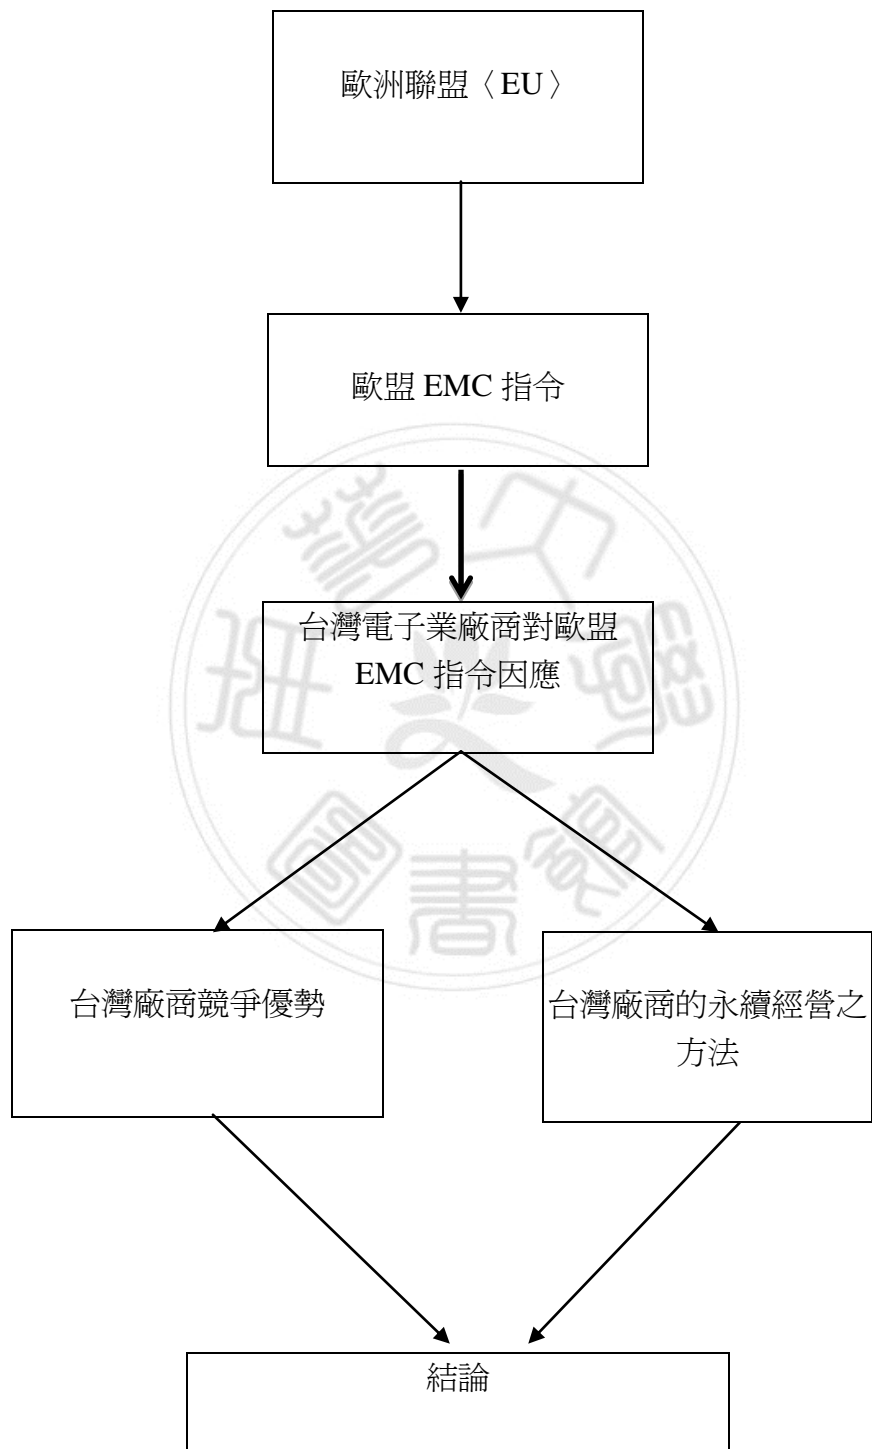 歐洲聯盟〈EU〉
歐盟 EMC 指令
台灣電子業廠商對歐盟
EMC 指令因應
台灣廠商競爭優勢
台灣廠商的永續經營之
方法
結論